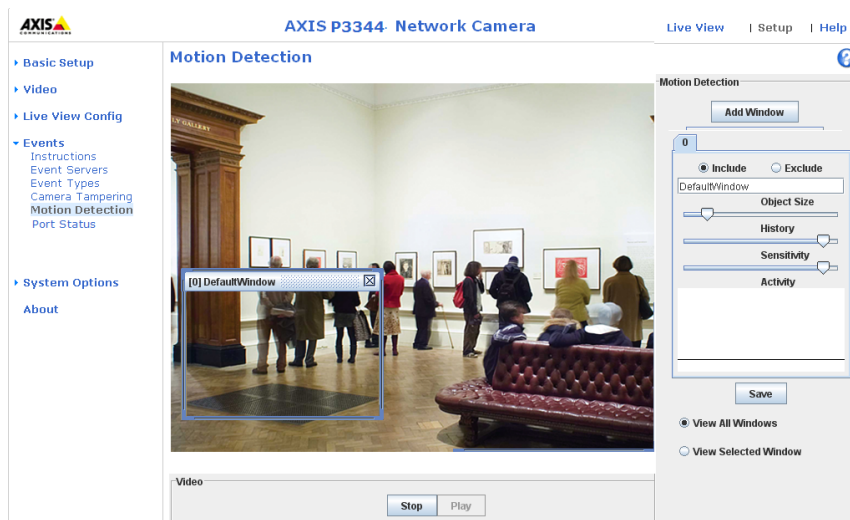 AXIS
COMMUNICATIONS
AXIS P3344 Network Camera
Live View | Setup | Help
Basic Setup
Video
Live View Config
Events
Instructions
Event Servers
Event Types
Camera Tampering
Motion Detection
Port Status
System Options
About
Motion Detection
GALLERY
[0] DefaultWindow
Video
Stop Play
?
Motion Detection
Add Window
0
Include Exclude
DefaultWindow
Object Size
History
Sensitivity
Activity
Save
View All Windows
View Selected Window